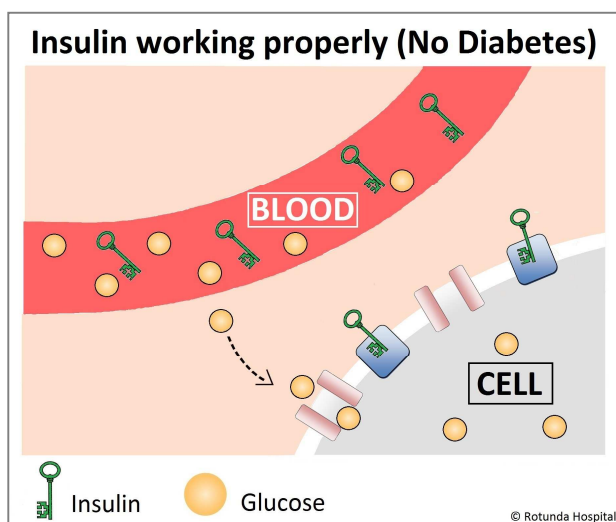 Insulin working properly (No Diabetes)
BLOOD
CELL
Insulin
Glucose
© Rotunda Hospital